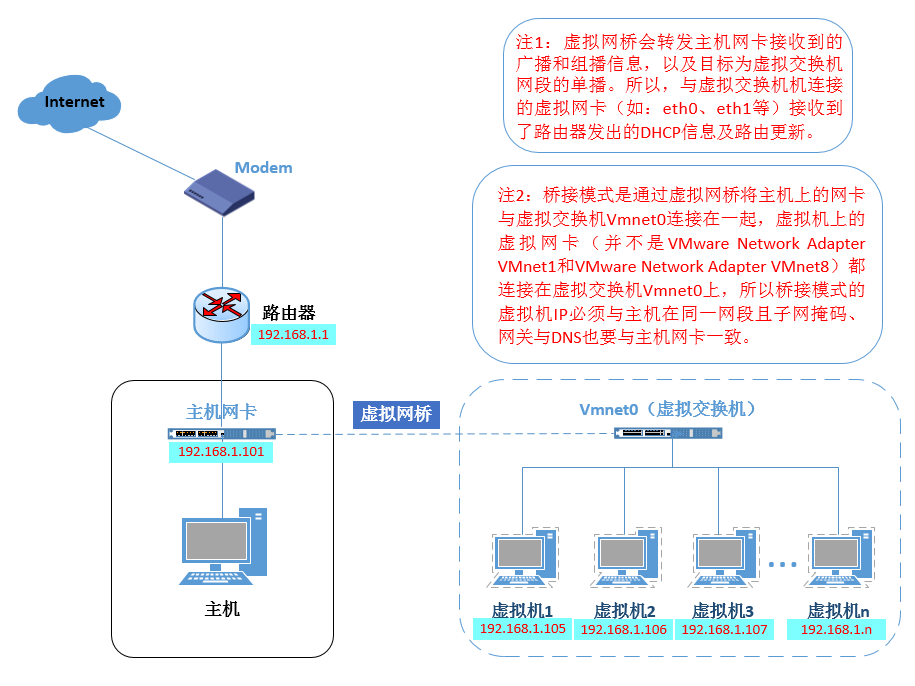 注1：虚拟网桥会转发主机网卡接收到的
广播和组播信息，以及目标为虚拟交换机
网段的单播。所以，与虚拟交换机机连接
的虚拟网卡（如：eth0、eth1等）接收到
了路由器发出的DHCP信息及路由更新。
Internet
Modem
注2：桥接模式是通过虚拟网桥将主机上的网卡
与虚拟交换机Vmnet0连接在一起，虚拟机上的
虚拟网卡（并不是VMware Network Adapter
VMnet1和VMware Network Adapter VMnet8）都
连接在虚拟交换机Vmnet0上，所以桥接模式的
虚拟机IP必须与主机在同一网段且子网掩码、
网关与DNS也要与主机网卡一致。
路由器
192.168.1.1
主机网卡
192.168.1.101
主机
虚拟网桥
Vmnet0（虚拟交换机）
虚拟机1
192.168.1.105
虚拟机2
192.168.1.106
虚拟机3
192.168.1.107
虚拟机n
192.168.1.n